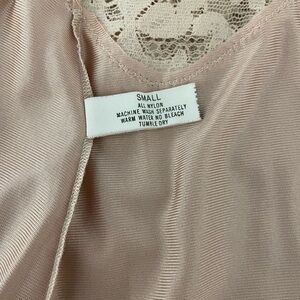 SMALL
ALL NYLON
MACHINE WASH SEPARATELY
WARM WATER NO BLEACH
TUMBLE DRY